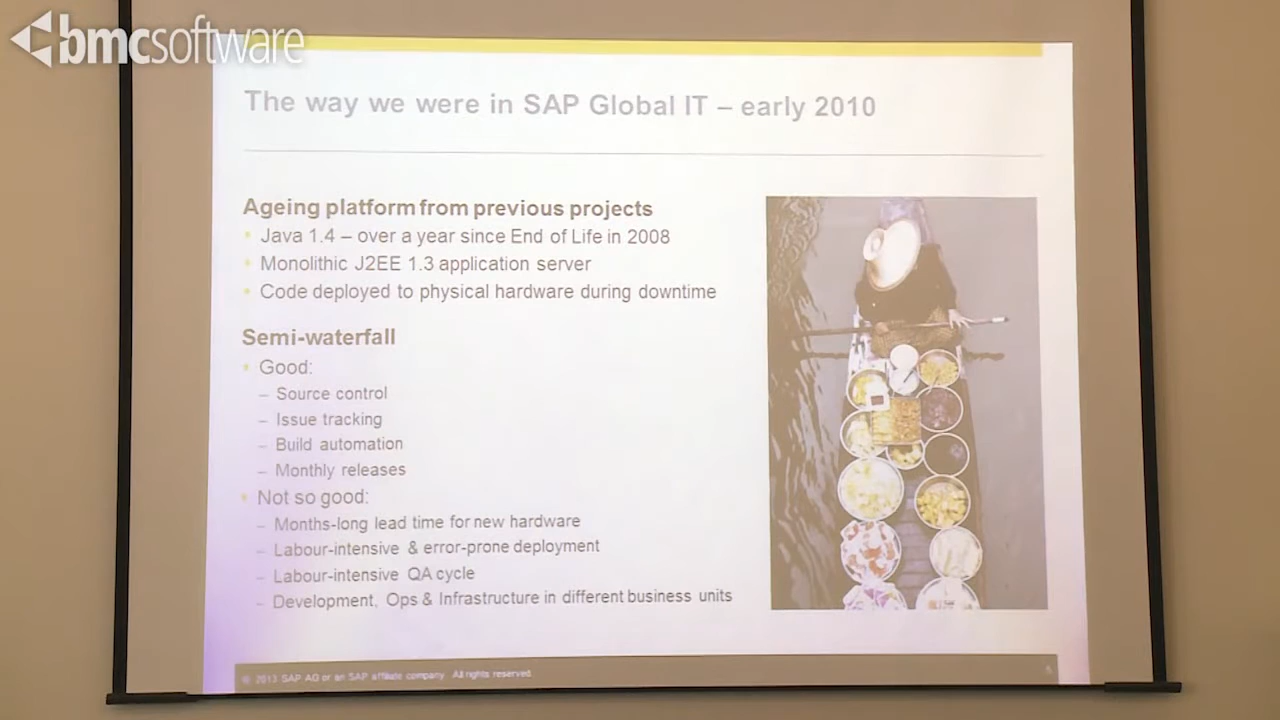 bmcsoftware
The way we were in SAP Global IT – early 2010
Ageing platform from previous projects
Java 1.4 – over a year since End of Life in 2008
Monolithic J2EE 1.3 application server
Code deployed to physical hardware during downtime
Semi-waterfall
Good:
– Source control
– Issue tracking
– Build automation
– Monthly releases
Not so good:
– Months-long lead time for new hardware
– Labour-intensive & error-prone deployment
– Labour-intensive QA cycle
– Development, Ops & Infrastructure in different business units
© 2013 SAP AG or an SAP affiliate company. All rights reserved.